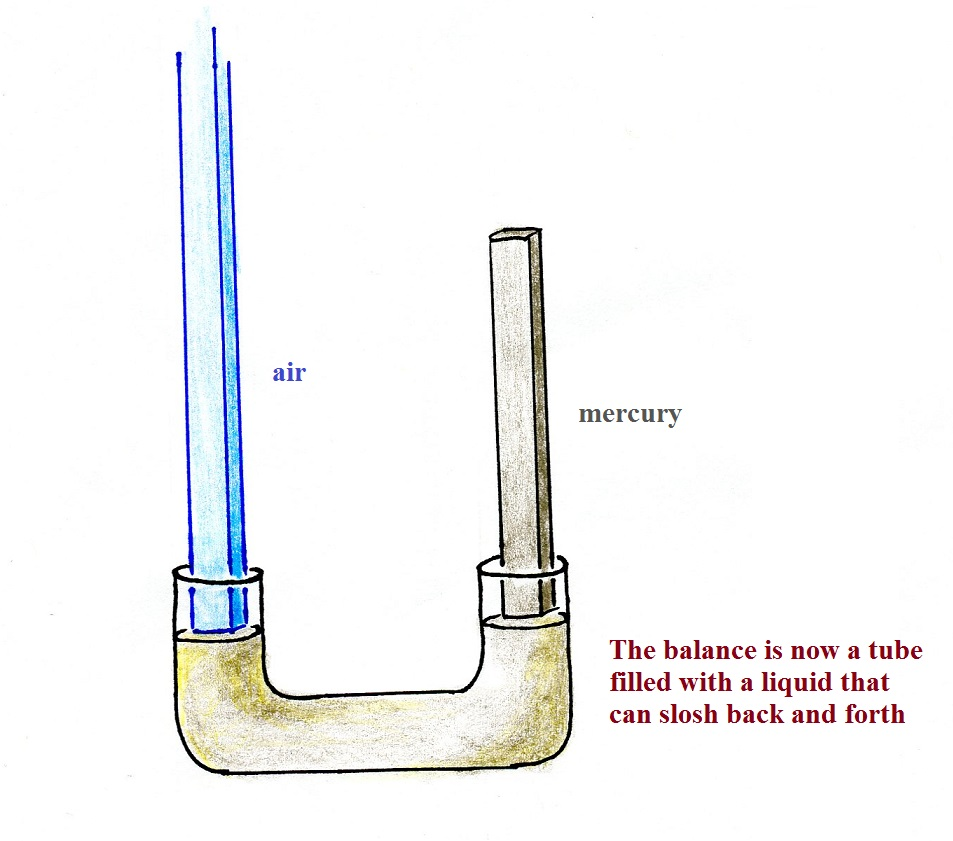 air
mercury
The balance is now a tube
filled with a liquid that
can slosh back and forth